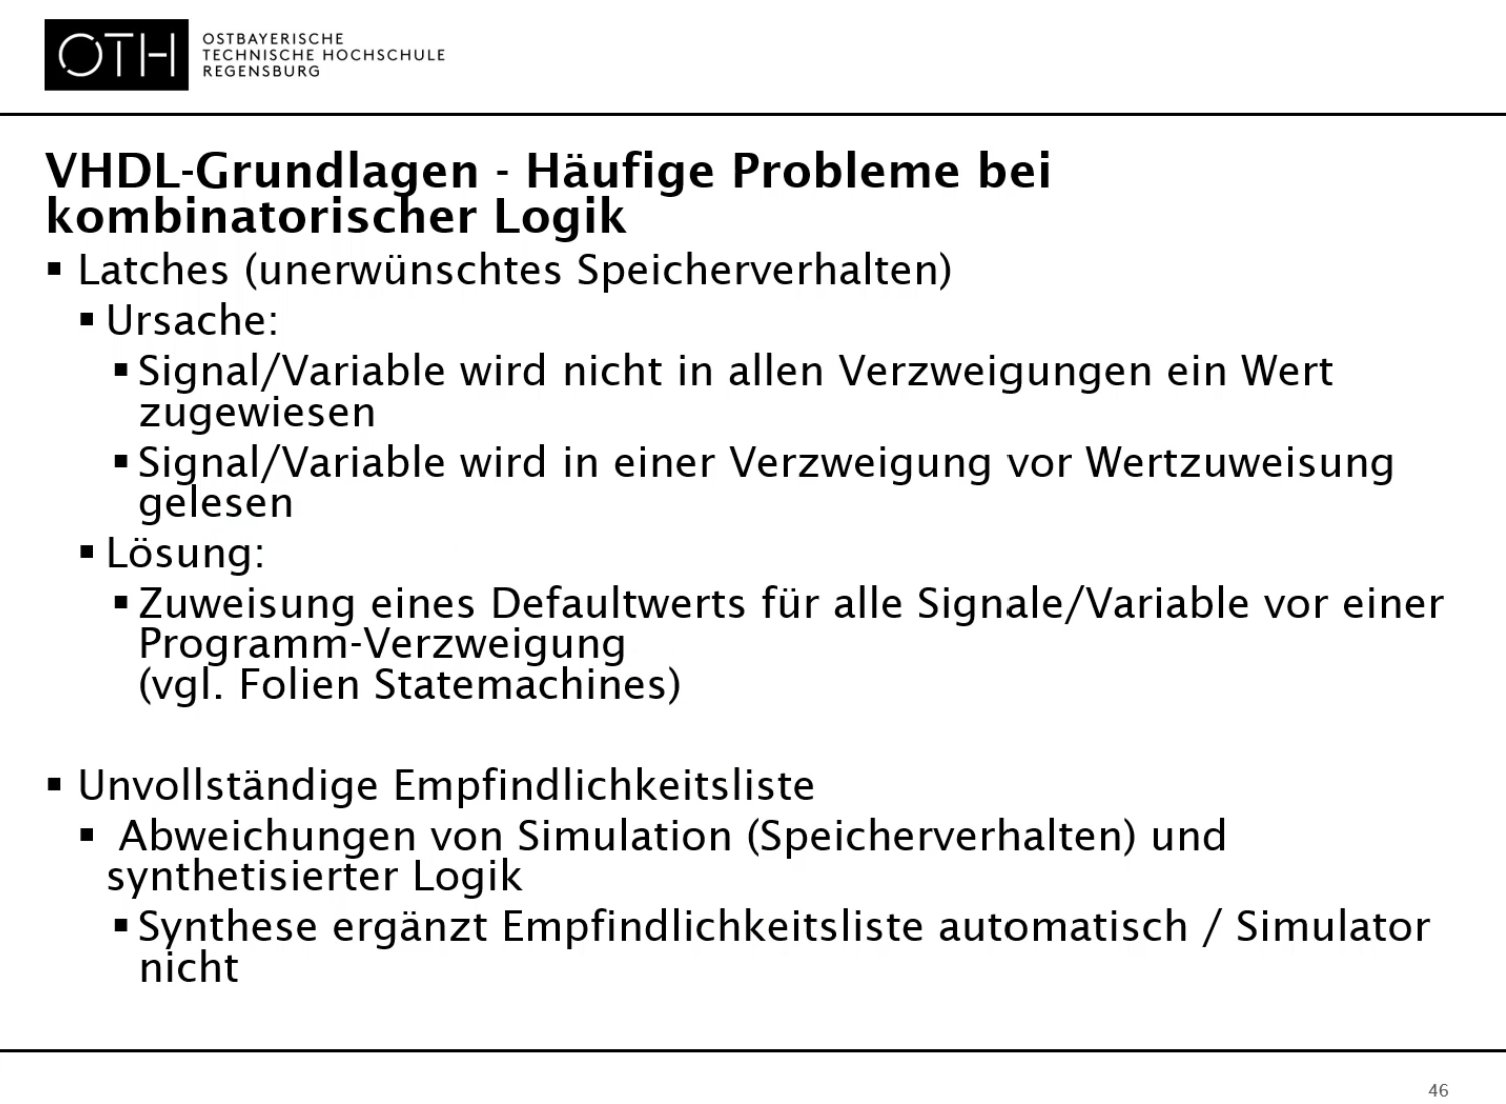 OTH
OSTBAYERISCHE
TECHNISCHE HOCHSCHULE
REGENSBURG
VHDL-Grundlagen - Häufige Probleme bei
kombinatorischer Logik
▪ Latches (unerwünschtes Speicherverhalten)
▪ Ursache:
▪ Signal/Variable wird nicht in allen Verzweigungen ein Wert
zugewiesen
▪ Signal/Variable wird in einer Verzweigung vor Wertzuweisung
gelesen
▪ Lösung:
▪ Zuweisung eines Defaultwerts für alle Signale/Variable vor einer
Programm-Verzweigung
(vgl. Folien Statemachines)
▪ Unvollständige Empfindlichkeitsliste
▪ Abweichungen von Simulation (Speicherverhalten) und
synthetisierter Logik
▪ Synthese ergänzt Empfindlichkeitsliste automatisch / Simulator
nicht
46